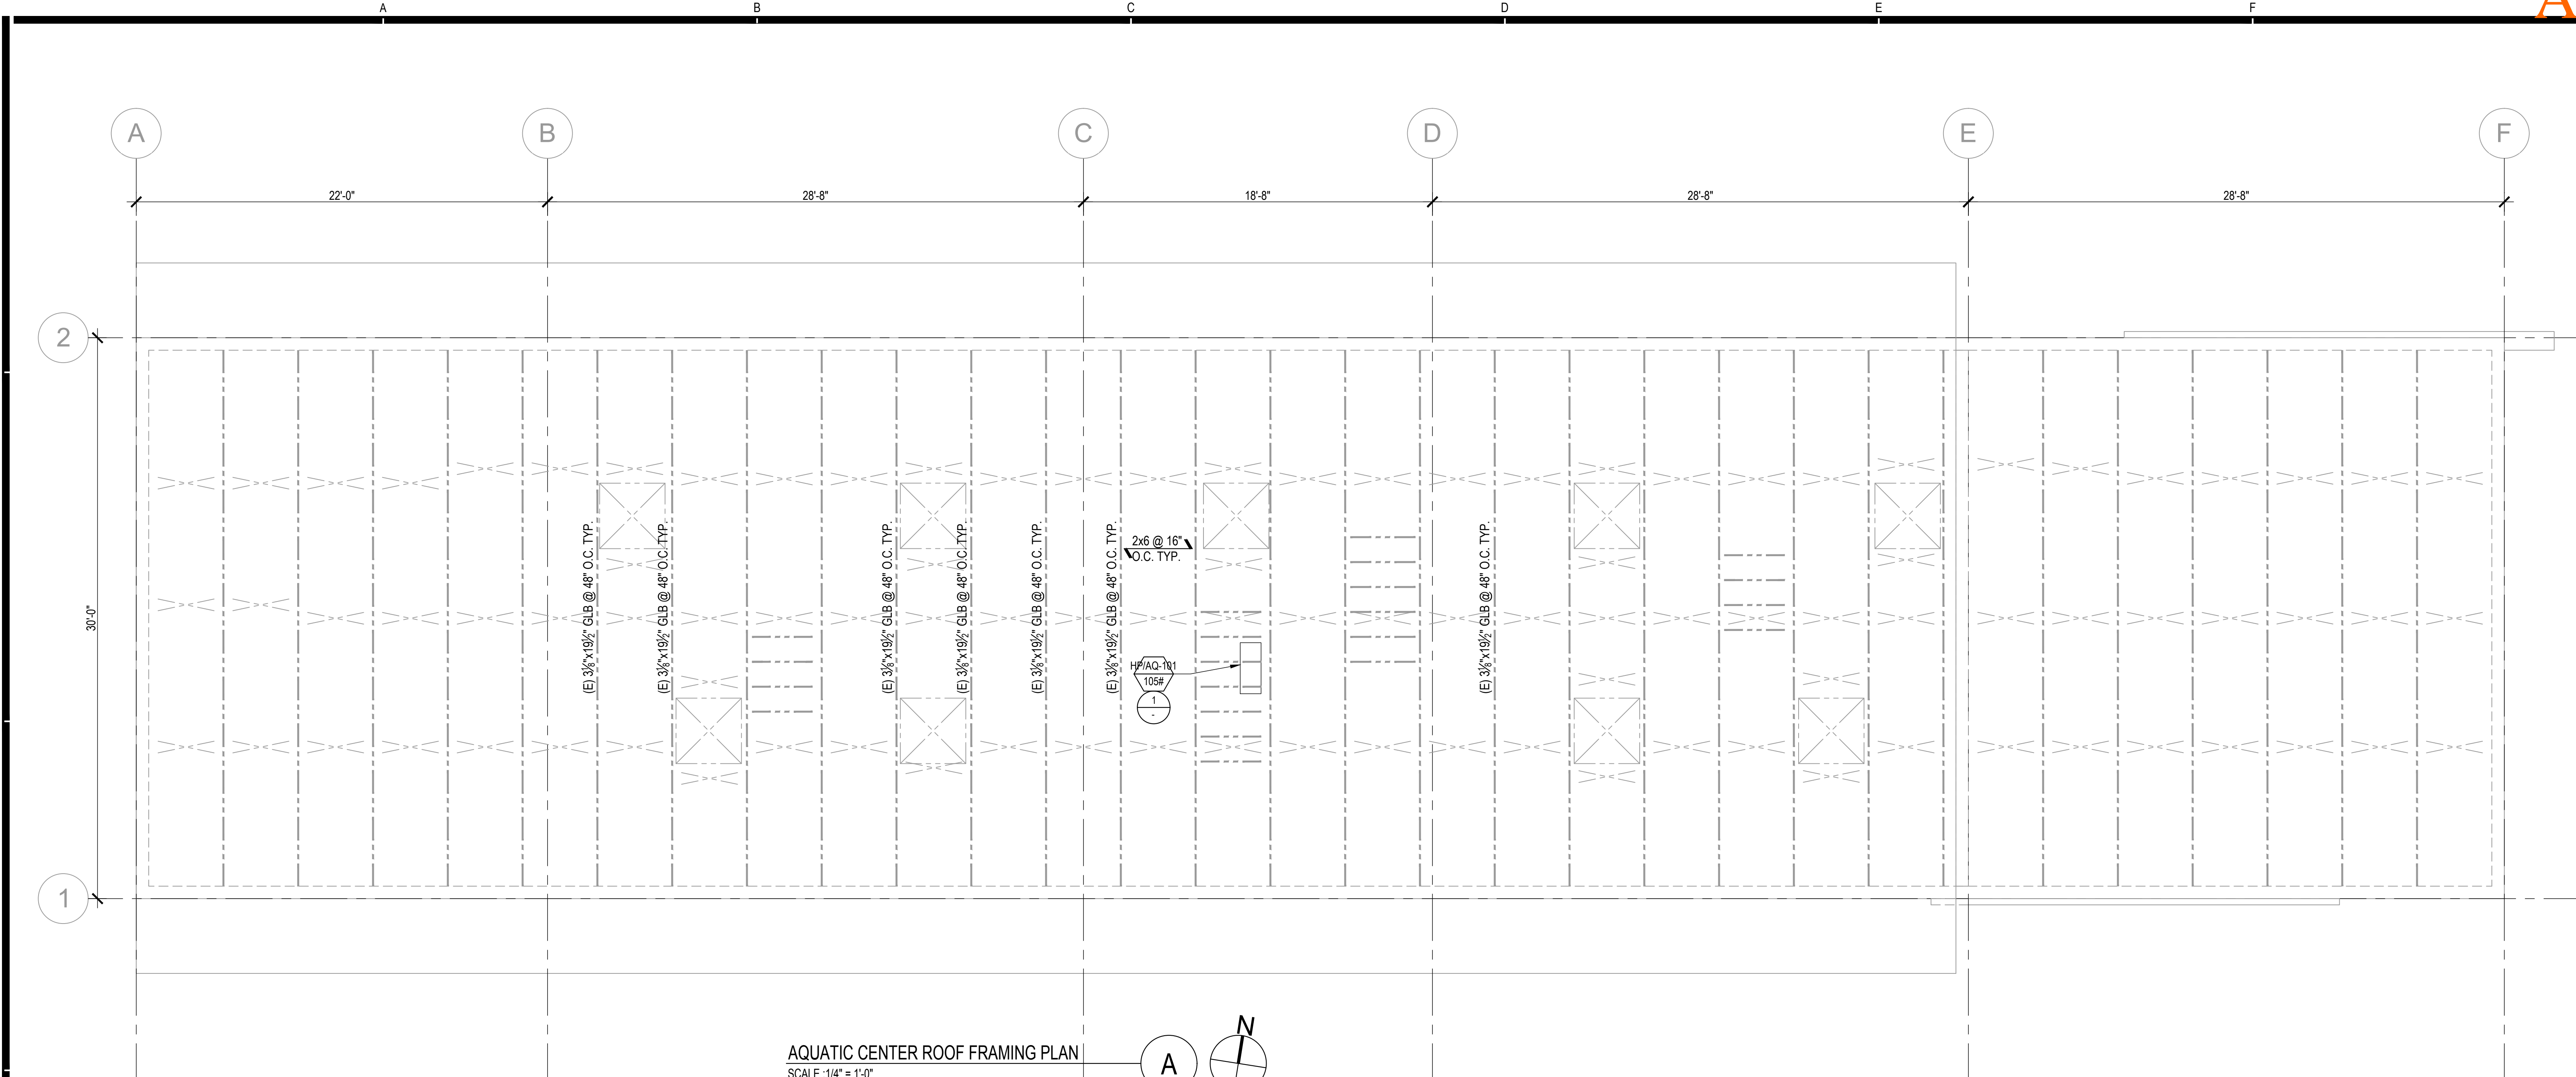 A B C D E F
A
A B C D E F
22'-0" 28'-8" 18'-8" 28'-8" 28'-8"
2
30'-0"
1
(E) 3⅛"x19½" GLB @ 48" O.C. TYP.
(E) 3⅛"x19½" GLB @ 48" O.C. TYP.
(E) 3⅛"x19½" GLB @ 48" O.C. TYP.
(E) 3⅛"x19½" GLB @ 48" O.C. TYP.
(E) 3⅛"x19½" GLB @ 48" O.C. TYP.
(E) 3⅛"x19½" GLB @ 48" O.C. TYP.
2x6 @ 16"
O.C. TYP.
HP/AQ-101
105#
1
-
(E) 3⅛"x19½" GLB @ 48" O.C. TYP.
AQUATIC CENTER ROOF FRAMING PLAN
SCALE :1/4" = 1'-0"
A
N